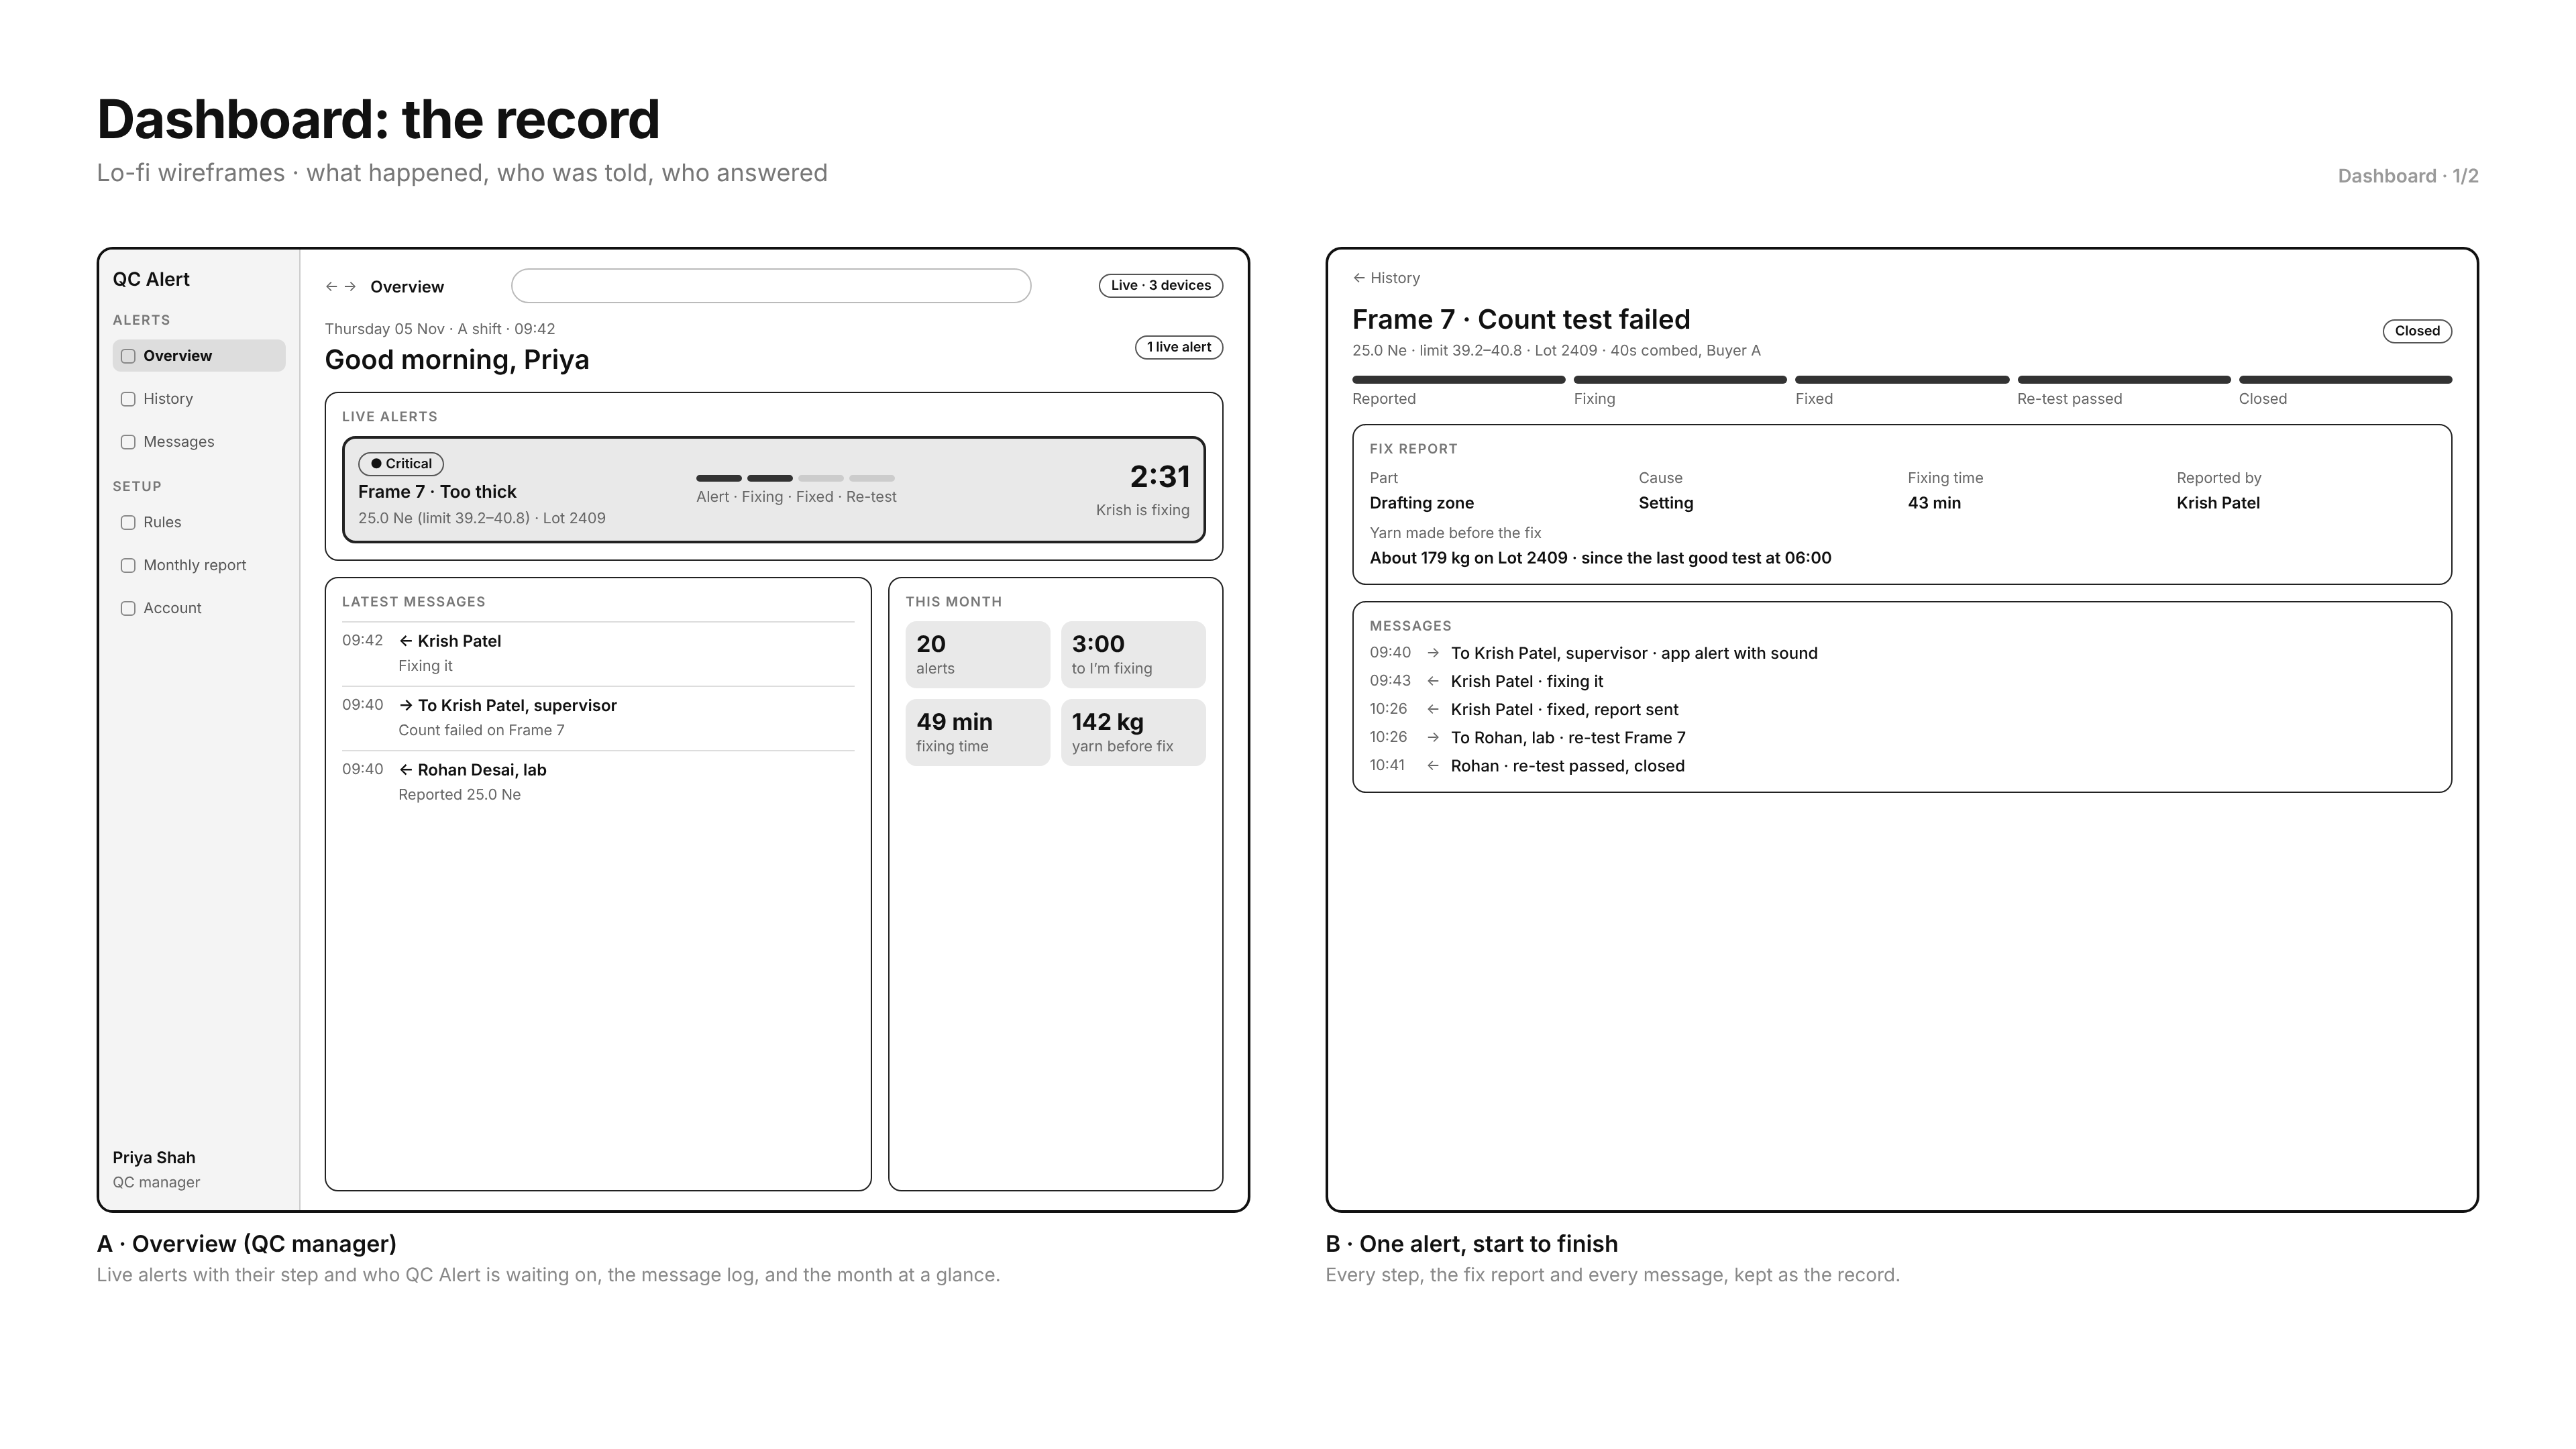 Dashboard: the record
Lo-fi wireframes · what happened, who was told, who answered
Dashboard · 1/2
QC Alert
ALERTS
Overview
History
Messages
SETUP
Rules
Monthly report
Account
Priya Shah
QC manager
← → Overview
Live · 3 devices
Thursday 05 Nov · A shift · 09:42
Good morning, Priya
1 live alert
LIVE ALERTS
● Critical
Frame 7 · Too thick
25.0 Ne (limit 39.2–40.8) · Lot 2409
Alert · Fixing · Fixed · Re-test
2:31
Krish is fixing
LATEST MESSAGES
09:42 ← Krish Patel
Fixing it
09:40 → To Krish Patel, supervisor
Count failed on Frame 7
09:40 ← Rohan Desai, lab
Reported 25.0 Ne
THIS MONTH
20
alerts
3:00
to I’m fixing
49 min
fixing time
142 kg
yarn before fix
A · Overview (QC manager)
Live alerts with their step and who QC Alert is waiting on, the message log, and the month at a glance.
← History
Frame 7 · Count test failed
25.0 Ne · limit 39.2–40.8 · Lot 2409 · 40s combed, Buyer A
Closed
Reported
Fixing
Fixed
Re-test passed
Closed
FIX REPORT
Part
Drafting zone
Cause
Setting
Fixing time
43 min
Reported by
Krish Patel
Yarn made before the fix
About 179 kg on Lot 2409 · since the last good test at 06:00
MESSAGES
09:40 → To Krish Patel, supervisor · app alert with sound
09:43 ← Krish Patel · fixing it
10:26 ← Krish Patel · fixed, report sent
10:26 → To Rohan, lab · re-test Frame 7
10:41 ← Rohan · re-test passed, closed
B · One alert, start to finish
Every step, the fix report and every message, kept as the record.